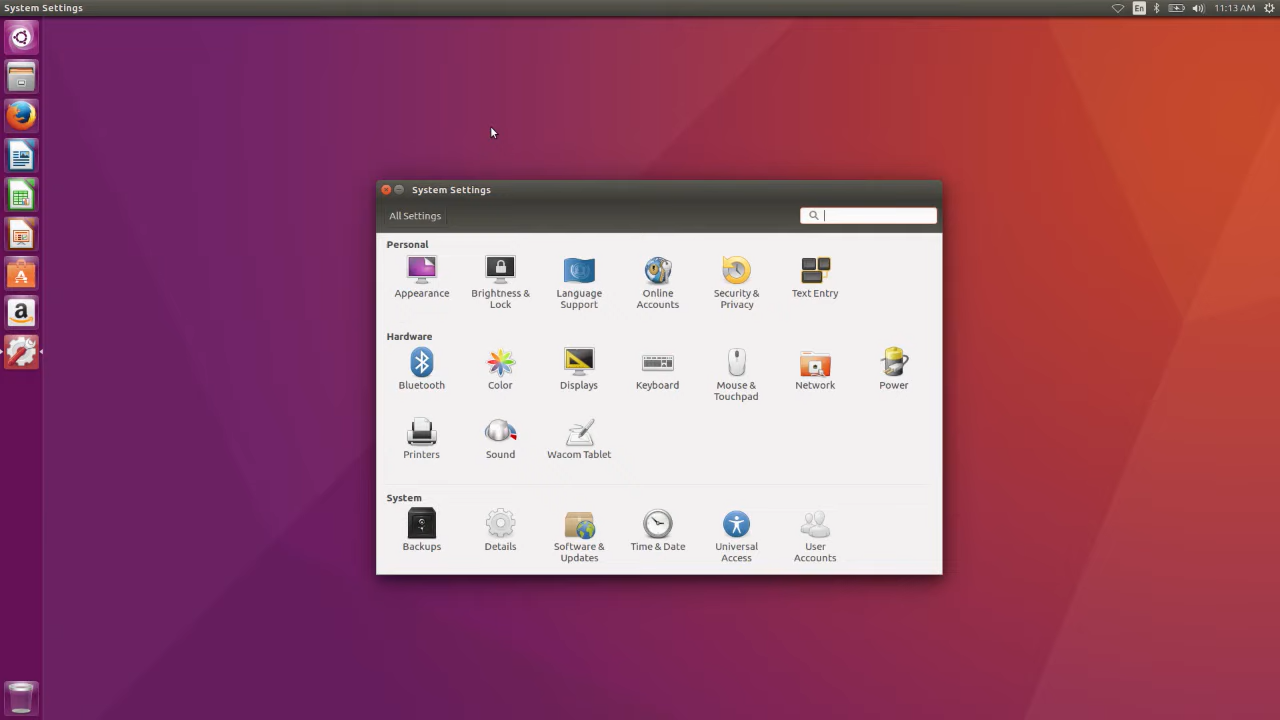 System Settings
En
11:13 AM
System Settings
All Settings
Personal
Appearance
Brightness &
Lock
Language
Support
Online
Accounts
Security &
Privacy
Text Entry
Hardware
Bluetooth
Color
Displays
Keyboard
Mouse &
Touchpad
Network
Power
Printers
Sound
Wacom Tablet
System
Backups
Details
Software &
Updates
Time & Date
Universal
Access
User
Accounts
a